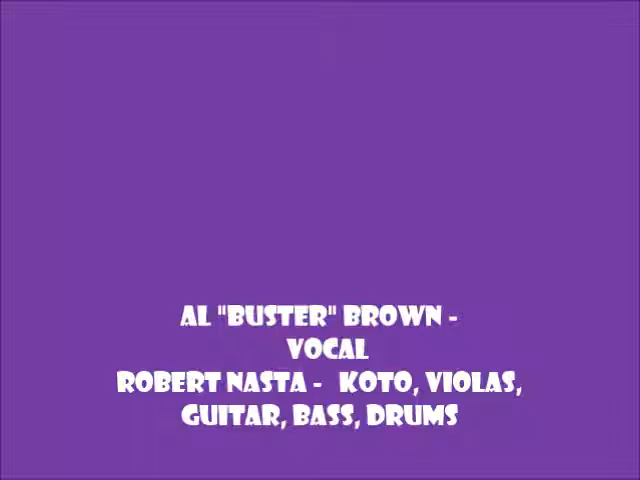 AL "BUSTER" BROWN -
VOCAL
ROBERT NASTA - KOTO, VIOLAS,
GUITAR, BASS, DRUMS